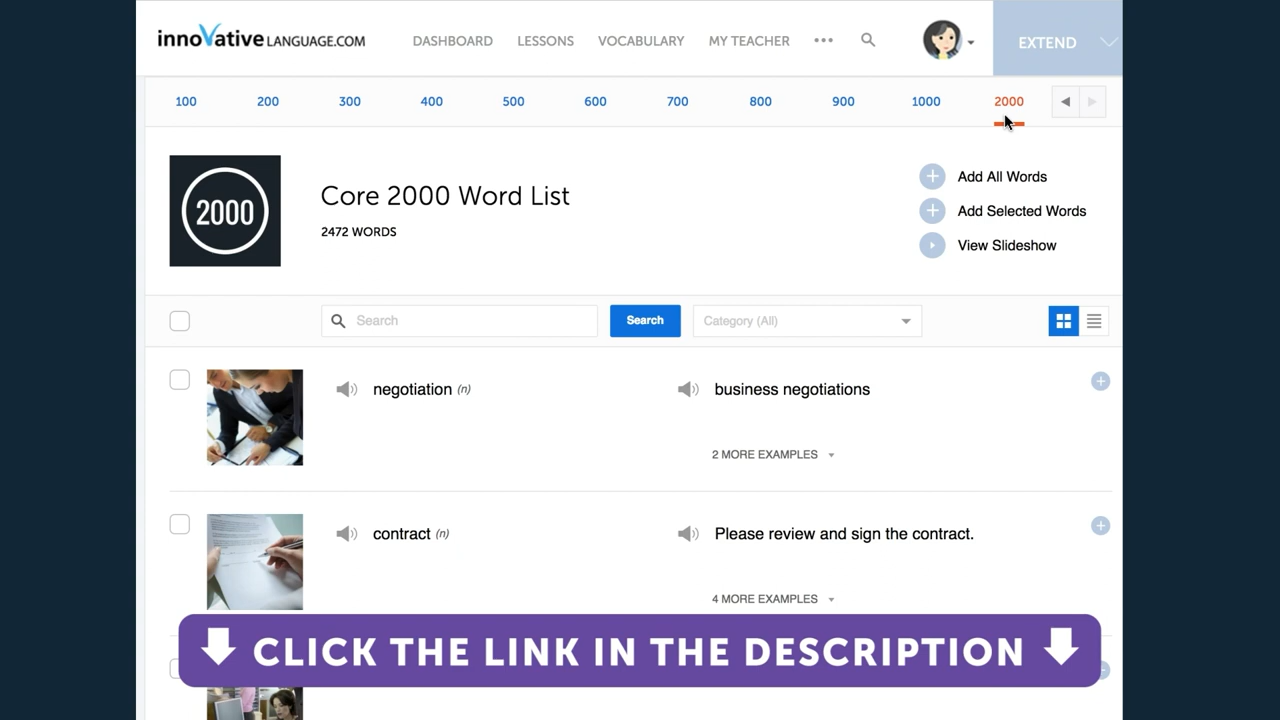 innoVative LANGUAGE.COM
DASHBOARD LESSONS VOCABULARY MY TEACHER EXTEND
100 200 300 400 500 600 700 800 900 1000 2000
2000
Core 2000 Word List
2472 WORDS
Add All Words
Add Selected Words
View Slideshow
Search Search Category (All)
negotiation (n) business negotiations
2 MORE EXAMPLES
contract (n) Please review and sign the contract.
4 MORE EXAMPLES
CLICK THE LINK IN THE DESCRIPTION